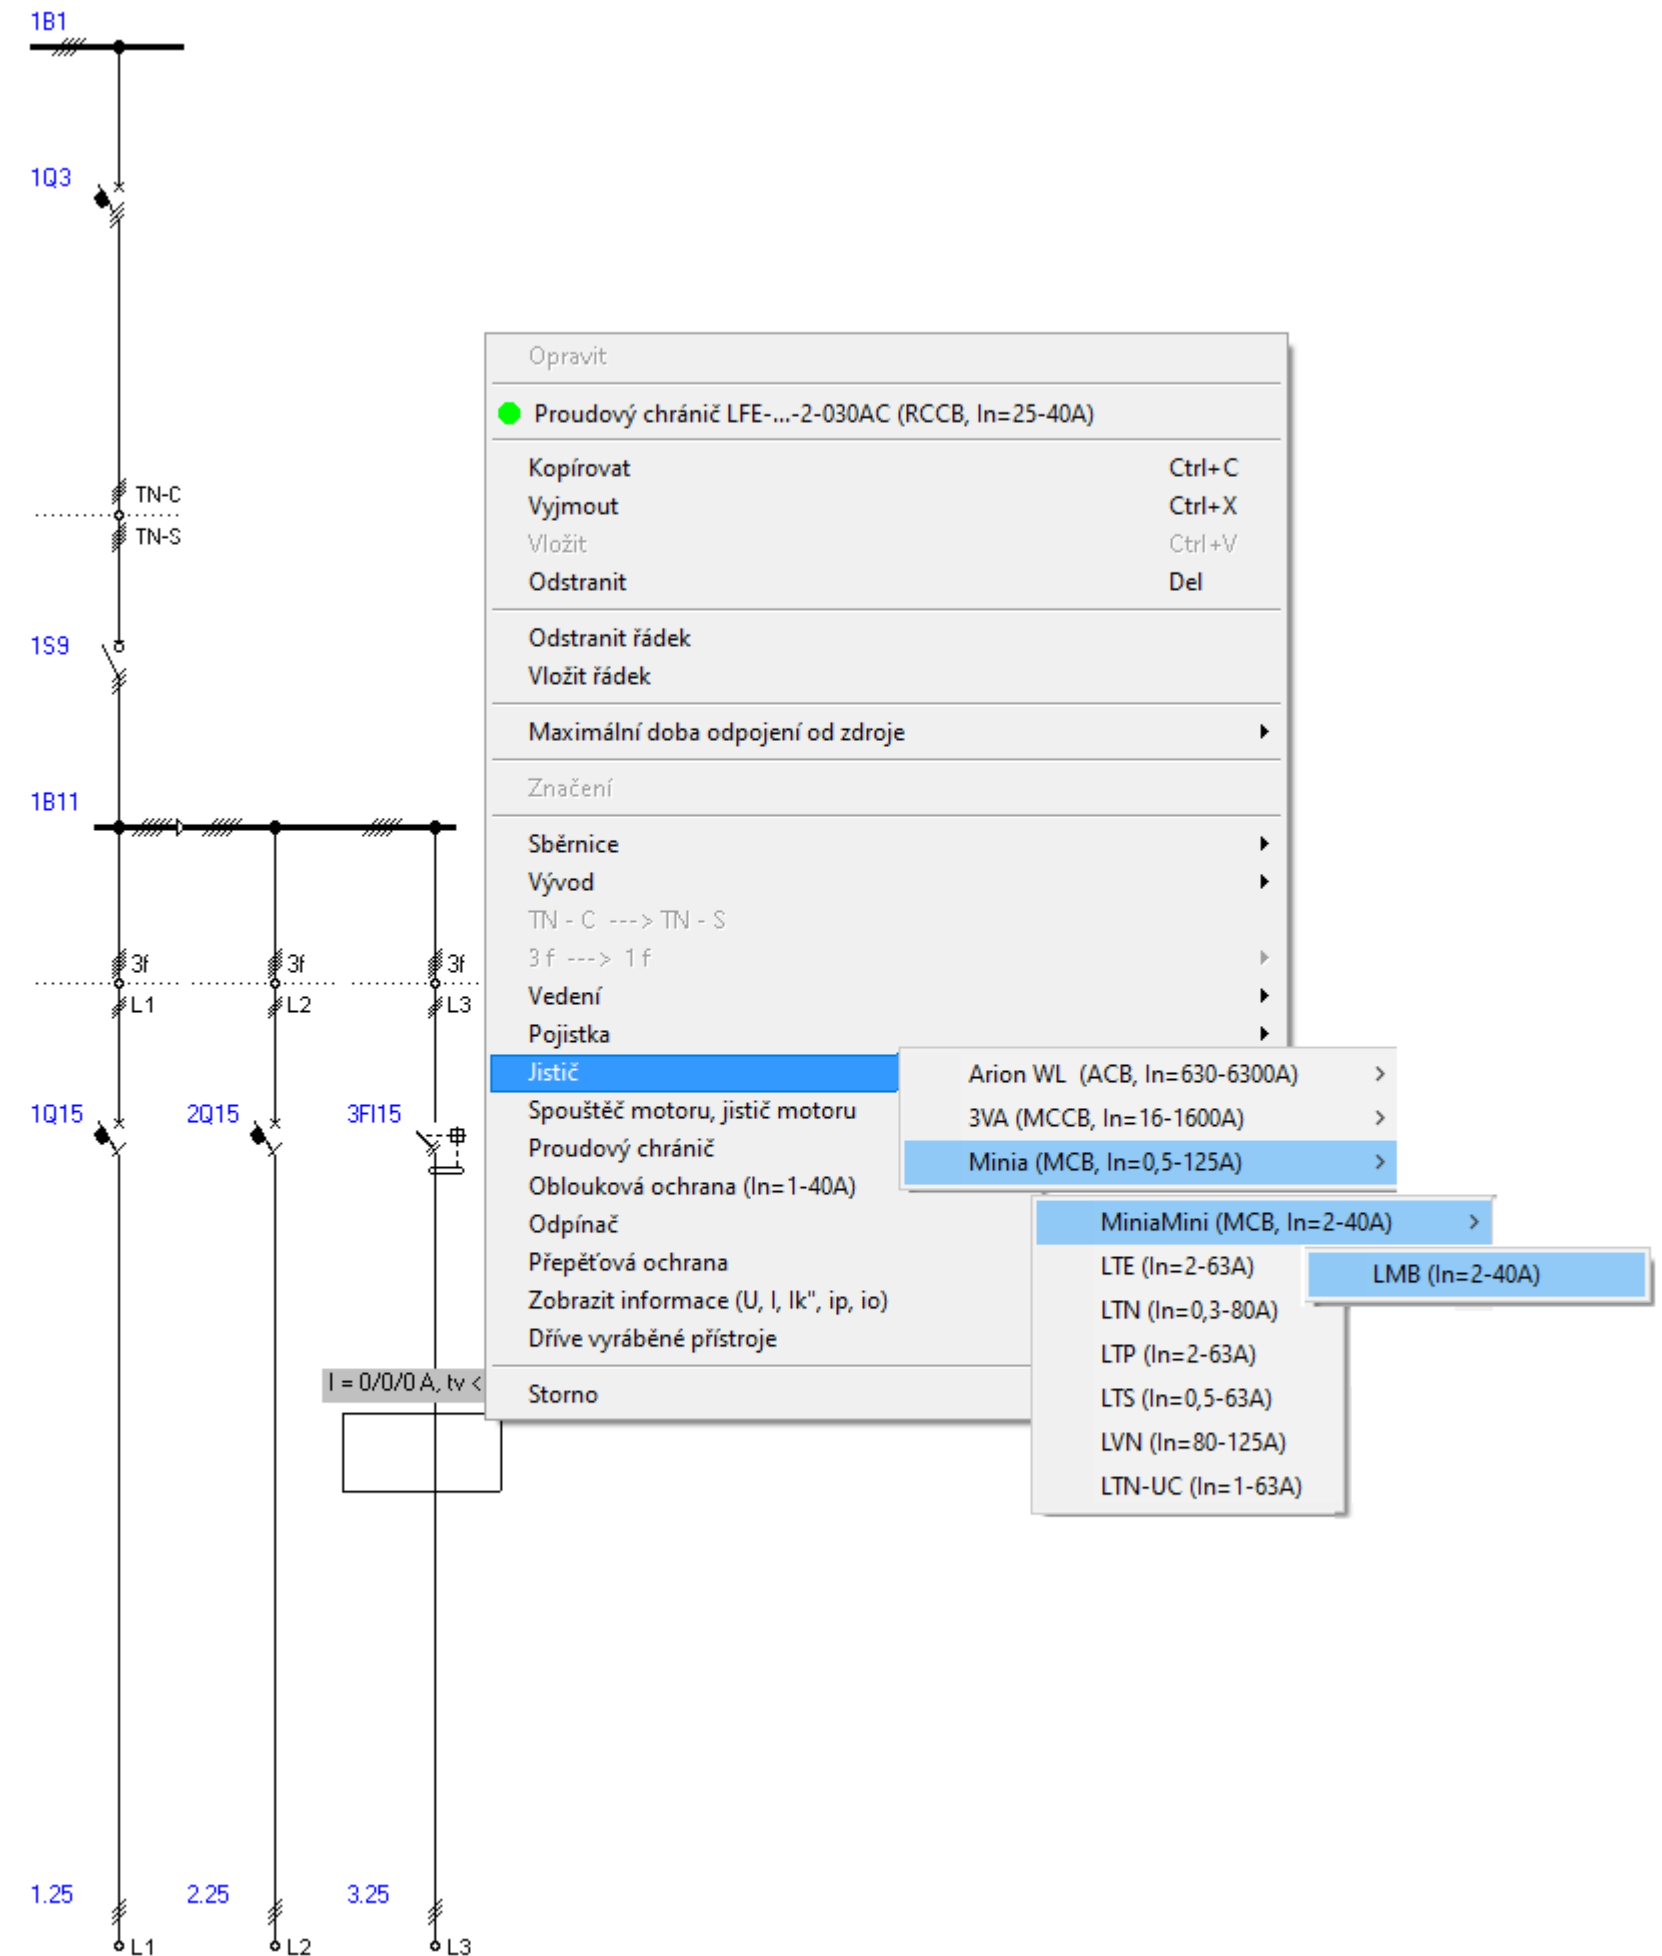 1B1
1Q3
TN-C
TN-S
1S9
1B11
3f 3f 3f
L1 L2 L3
1Q15 2Q15 3FI15
I = 0/0/0 A, tv <
1.25 2.25 3.25
L1 L2 L3
Opravit
Proudový chránič LFE-...-2-030AC (RCCB, In=25-40A)
Kopírovat Ctrl+C
Vyjmout Ctrl+X
Vložit Ctrl+V
Odstranit Del
Odstranit řádek
Vložit řádek
Maximální doba odpojení od zdroje
Značení
Sběrnice
Vývod
TN - C ---> TN - S
3 f ---> 1 f
Vedení
Pojistka
Jistič
Spouštěč motoru, jistič motoru
Proudový chránič
Oblouková ochrana (In=1-40A)
Odpínač
Přepěťová ochrana
Zobrazit informace (U, I, Ik", ip, io)
Dříve vyráběné přístroje
Storno
Arion WL (ACB, In=630-6300A)
3VA (MCCB, In=16-1600A)
Minia (MCB, In=0,5-125A)
MiniaMini (MCB, In=2-40A)
LTE (In=2-63A)
LTN (In=0,3-80A)
LTP (In=2-63A)
LTS (In=0,5-63A)
LVN (In=80-125A)
LTN-UC (In=1-63A)
LMB (In=2-40A)